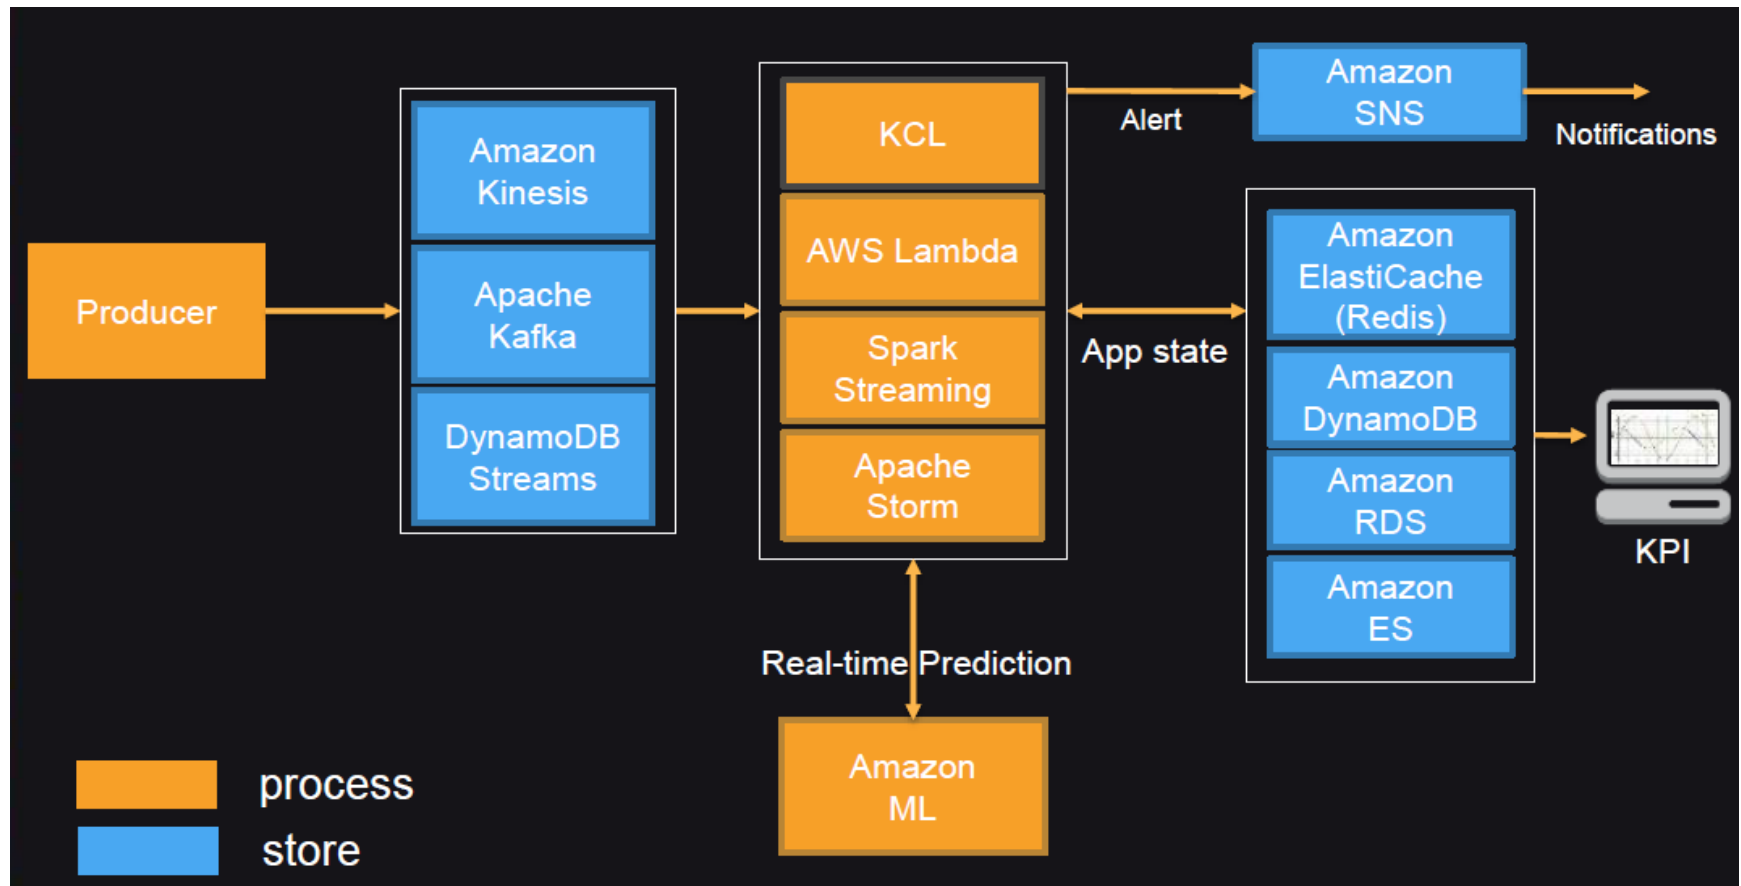 Producer
Amazon
Kinesis
Apache
Kafka
DynamoDB
Streams
KCL
AWS Lambda
Spark
Streaming
Apache
Storm
Alert
Amazon
SNS
Notifications
App state
Amazon
ElastiCache
(Redis)
Amazon
DynamoDB
Amazon
RDS
Amazon
ES
KPI
Real-time Prediction
Amazon
ML
process
store